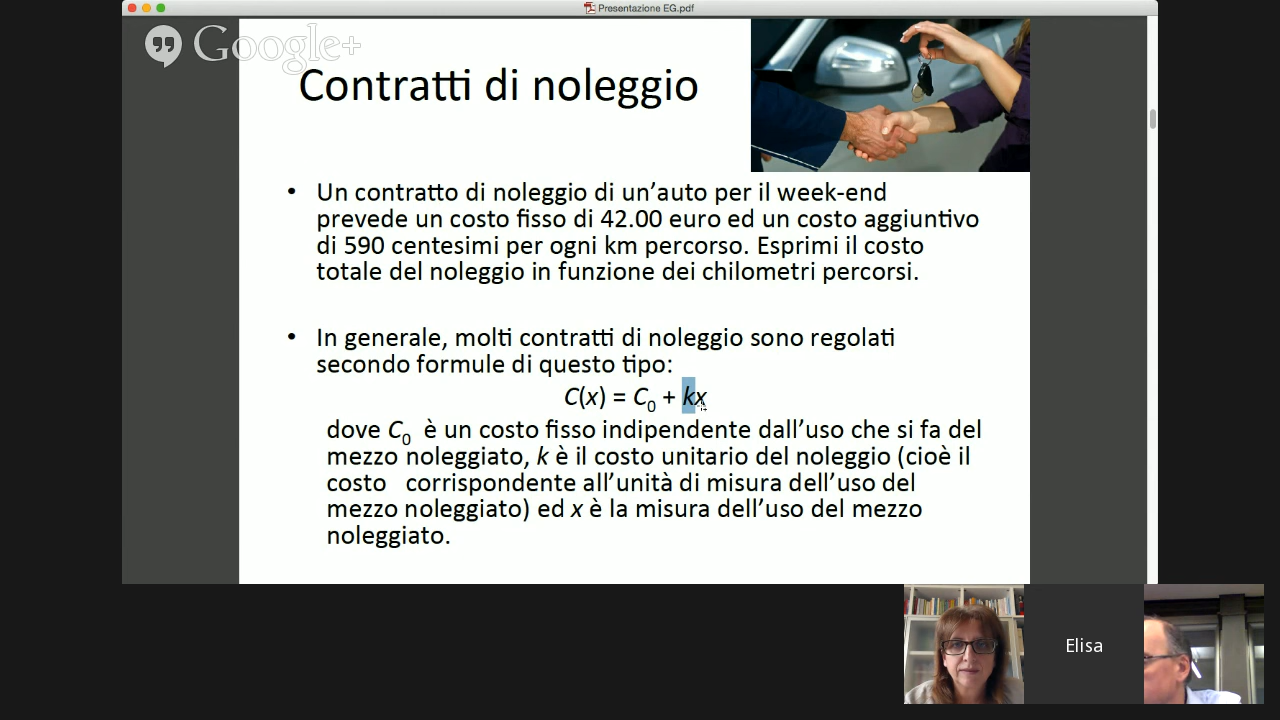 Presentazione EG.pdf
Google+
Contratti di noleggio
• Un contratto di noleggio di un’auto per il week-end
prevede un costo fisso di 42.00 euro ed un costo aggiuntivo
di 590 centesimi per ogni km percorso. Esprimi il costo
totale del noleggio in funzione dei chilometri percorsi.
• In generale, molti contratti di noleggio sono regolati
secondo formule di questo tipo:
C(x) = C₀ + kx
dove C₀ è un costo fisso indipendente dall’uso che si fa del
mezzo noleggiato, k è il costo unitario del noleggio (cioè il
costo corrispondente all’unità di misura dell’uso del
mezzo noleggiato) ed x è la misura dell’uso del mezzo
noleggiato.
Elisa